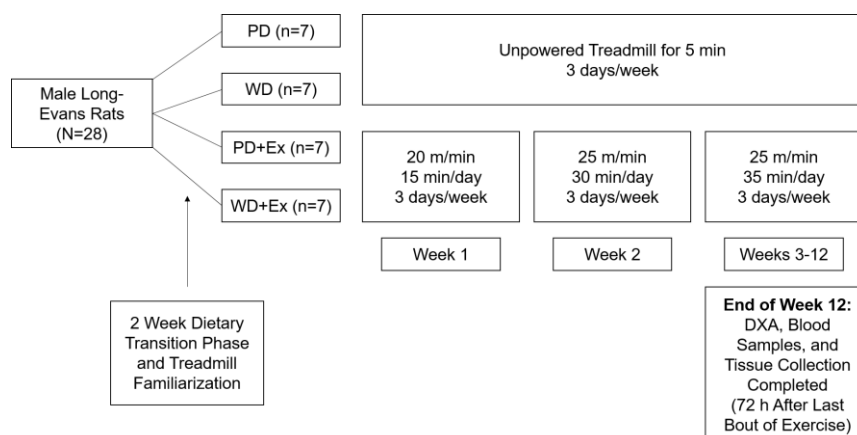 Male Long-
Evans Rats
(N=28)
PD (n=7)
WD (n=7)
PD+Ex (n=7)
WD+Ex (n=7)
Unpowered Treadmill for 5 min
3 days/week
20 m/min
15 min/day
3 days/week
25 m/min
30 min/day
3 days/week
25 m/min
35 min/day
3 days/week
Week 1
Week 2
Weeks 3-12
2 Week Dietary
Transition Phase
and Treadmill
Familiarization
End of Week 12:
DXA, Blood
Samples, and
Tissue Collection
Completed
(72 h After Last
Bout of Exercise)